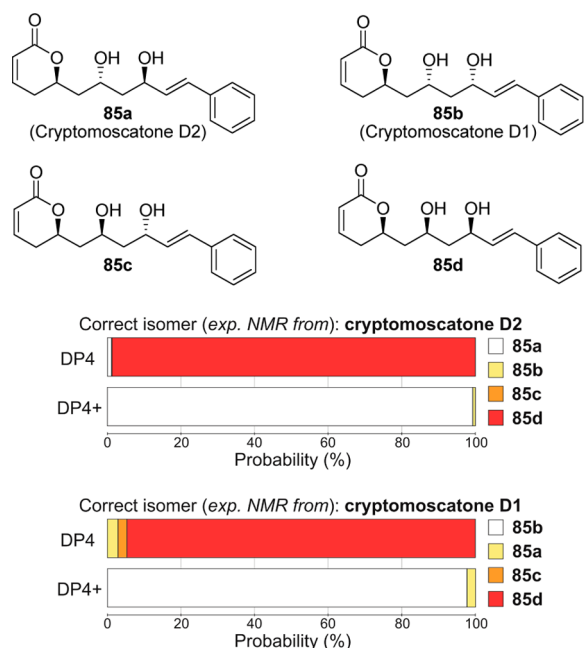 O
O
OH
OH
85a
(Cryptomoscatone D2)
O
O
OH
OH
85b
(Cryptomoscatone D1)
O
O
OH
OH
85c
O
O
OH
OH
85d
Correct isomer (exp. NMR from): cryptomoscatone D2
DP4
DP4+
85a
85b
85c
85d
0 20 40 60 80 100
Probability (%)
Correct isomer (exp. NMR from): cryptomoscatone D1
DP4
DP4+
85b
85a
85c
85d
0 20 40 60 80 100
Probability (%)